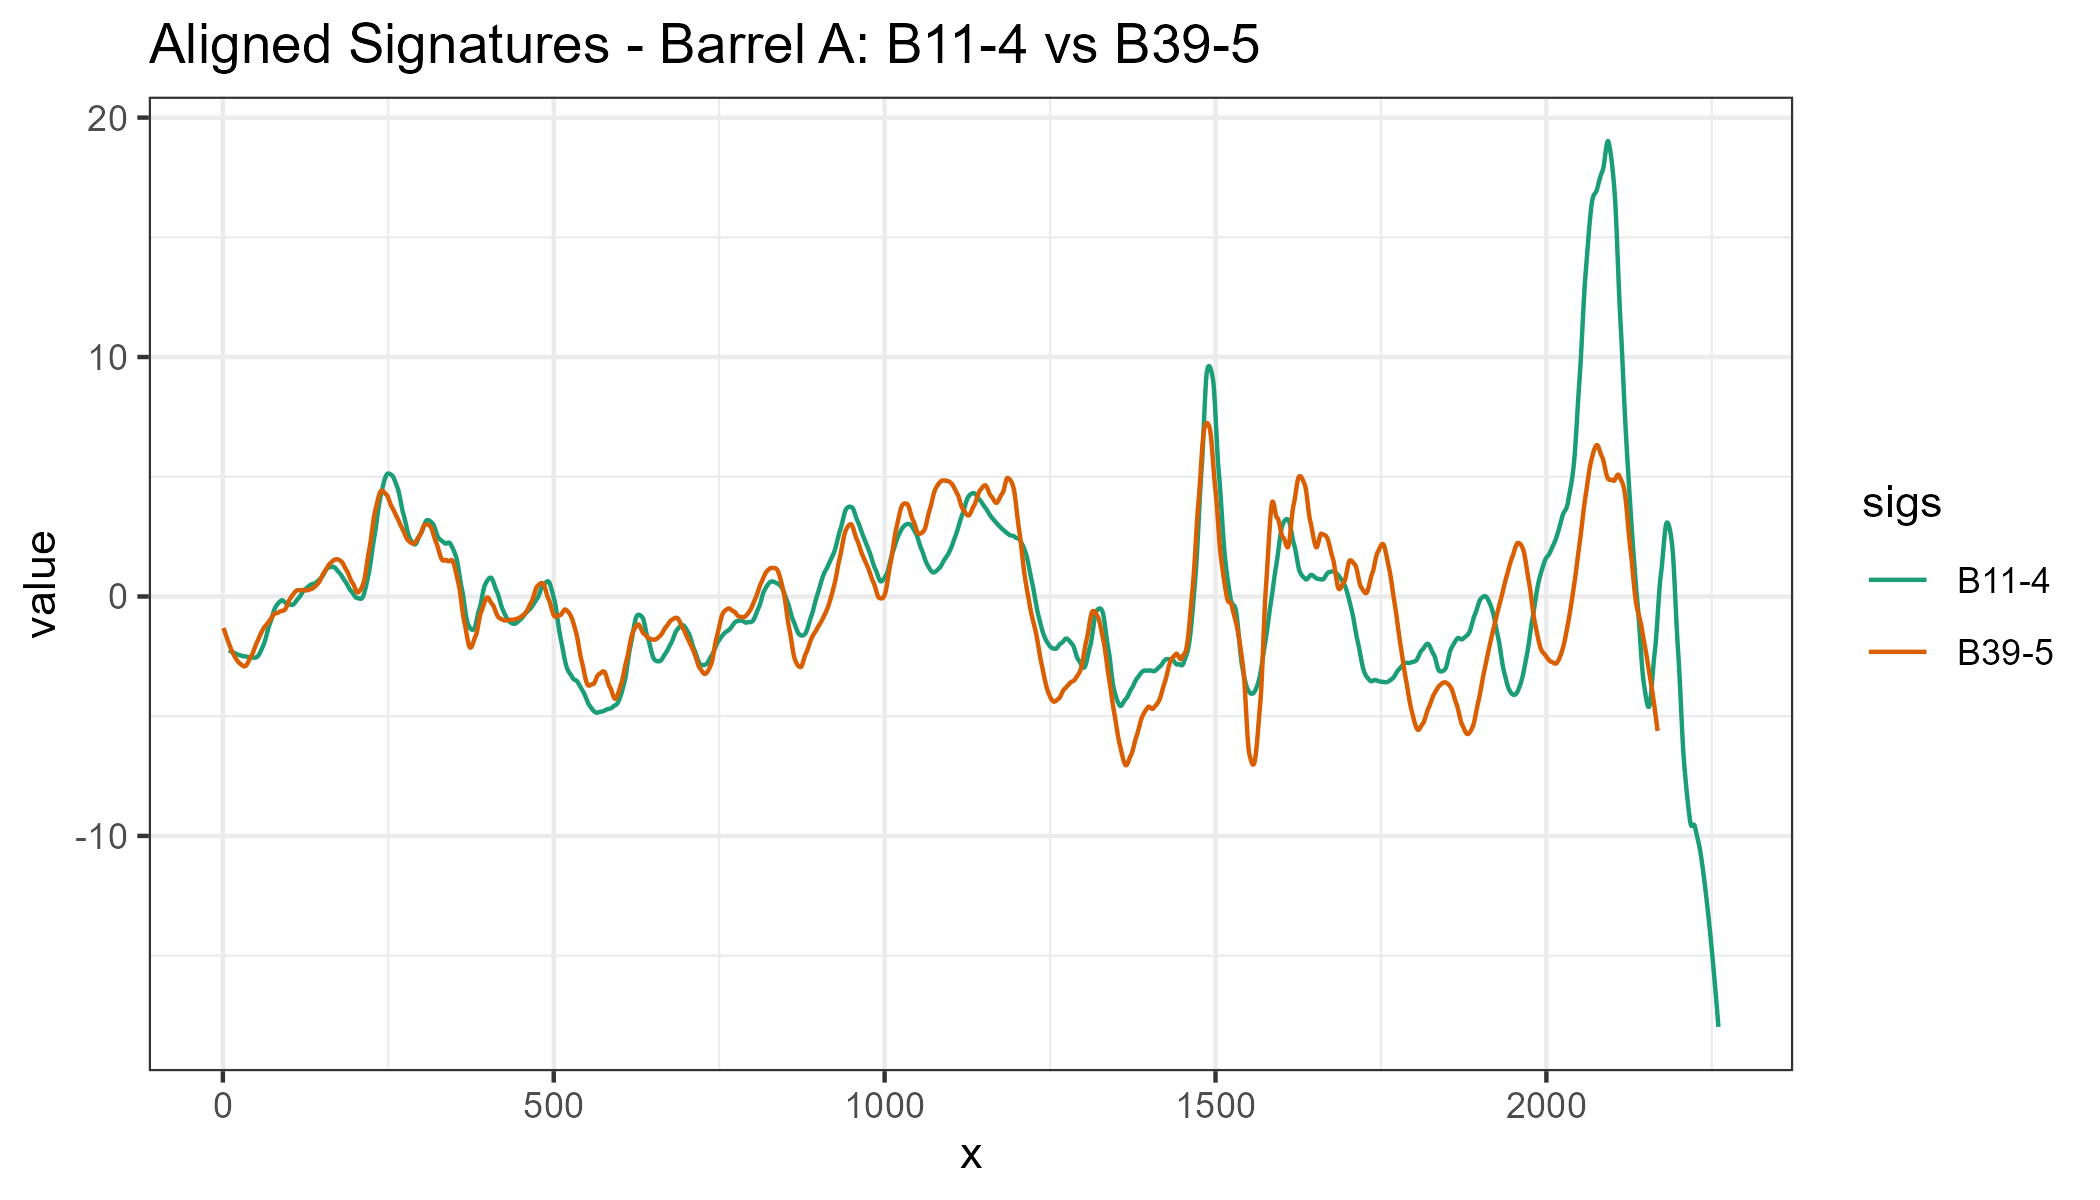 Aligned Signatures - Barrel A: B11-4 vs B39-5
20
10
0
-10
value
0 500 1000 1500 2000
x
sigs
B11-4
B39-5